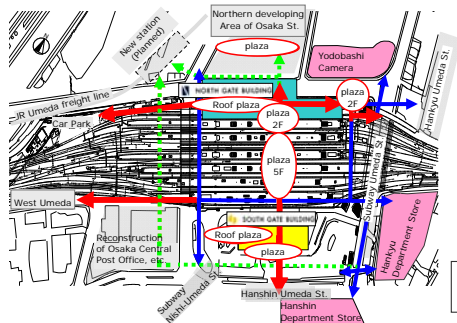 Northern developing
Area of Osaka St.
New station
(Planned)
plaza
Yodobashi
Camera
plaza
2F
NORTH GATE BUILDING
Roof plaza
plaza
2F
JR Umeda freight line
Car Park
Hankyu Umeda St.
plaza
5F
Subway Umeda St.
West Umeda
SOUTH GATE BUILDING
Roof plaza
plaza
Reconstruction
of Osaka Central
Post Office, etc.
Hankyu
Department Store
Subway
Nishi-Umeda St.
Hanshin Umeda St.
Hanshin
Department Store